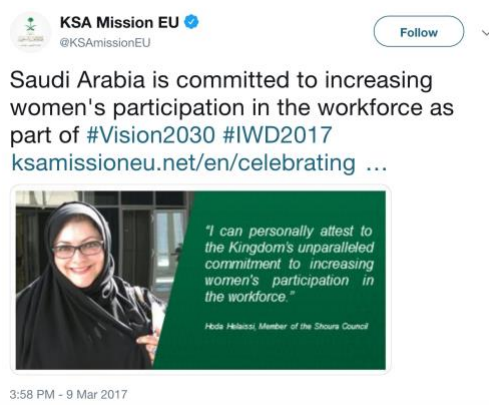 KSA Mission EU
@KSAmissionEU
Follow
Saudi Arabia is committed to increasing
women's participation in the workforce as
part of #Vision2030 #IWD2017
ksamissioneu.net/en/celebrating ...
"I can personally attest to
the Kingdom's unparalleled
commitment to increasing
women's participation in
the workforce."
Hoda Helaissi, Member of the Shoura Council
3:58 PM - 9 Mar 2017